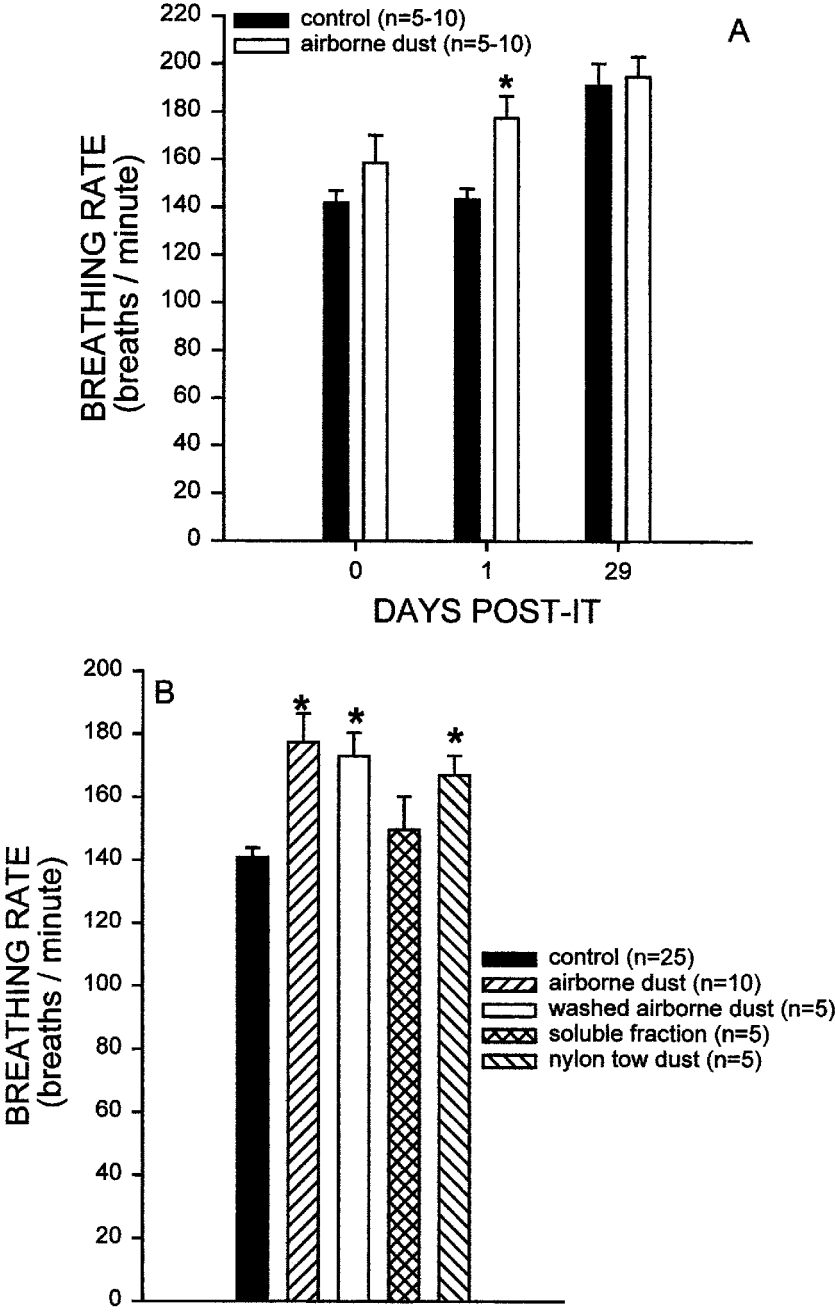 control (n=5-10)
airborne dust (n=5-10)
A
220
200
180
160
140
120
100
80
60
40
20
0
*
BREATHING RATE
(breaths / minute)
0 1 29
DAYS POST-IT
B
200
180
160
140
120
100
80
60
40
20
0
* * *
BREATHING RATE
(breaths / minute)
control (n=25)
airborne dust (n=10)
washed airborne dust (n=5)
soluble fraction (n=5)
nylon tow dust (n=5)